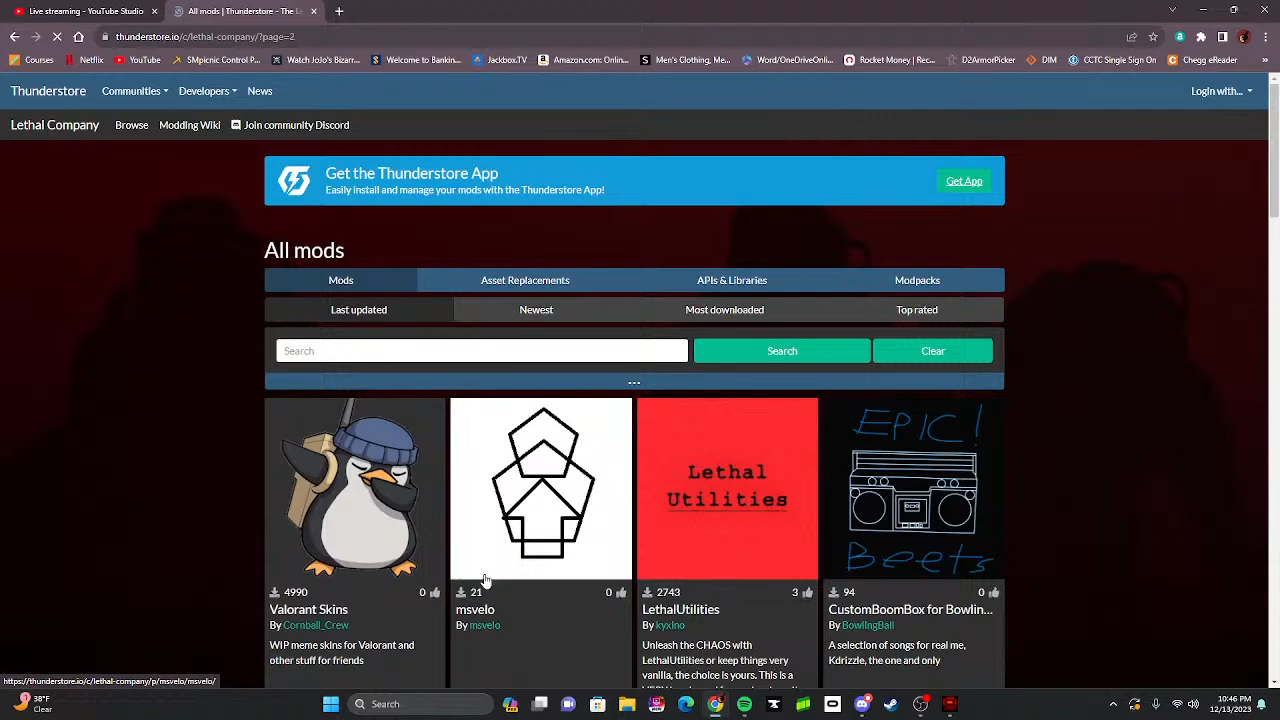 Live streaming - YouTube Studio
All mods | Thunderstore - The L
thunderstore.io/c/lethal-company/?page=2
Courses
Netflix
YouTube
SMpicnic Control P...
Watch JoJo's Bizarr...
Welcome to Bankin...
Jackbox.TV
Amazon.com: Onlin...
Men's Clothing, Me...
Word/OneDriveOnli...
Rocket Money | Rec...
D2ArmorPicker
DIM
CCTC Single Sign On
Chegg eReader
Thunderstore Communities Developers News Login with...
Lethal Company Browse Modding Wiki Join community Discord
Get the Thunderstore App
Easily install and manage your mods with the Thunderstore App!
Get App
All mods
Mods Asset Replacements APIs & Libraries Modpacks
Last updated Newest Most downloaded Top rated
Search Search Clear
...
Lethal
Utilities
EPIC!
Beets
4990 0
Valorant Skins
By Cornball_Crew
WIP meme skins for Valorant and
other stuff for friends
21 0
msvelo
By msvelo
2743 3
LethalUtilities
By kyxino
Unleash the CHAOS with
LethalUtilities or keep things very
vanilla, the choice is yours. This is a
94 0
CustomBoomBox for Bowlin...
By BowlingBall
A selection of songs for real me,
Kdrizzle, the one and only
https://thunderstore.io/c/lethal-company/p/msvelo/msvelo/
38°F
Clear
Search
10:46 PM
12/13/2023